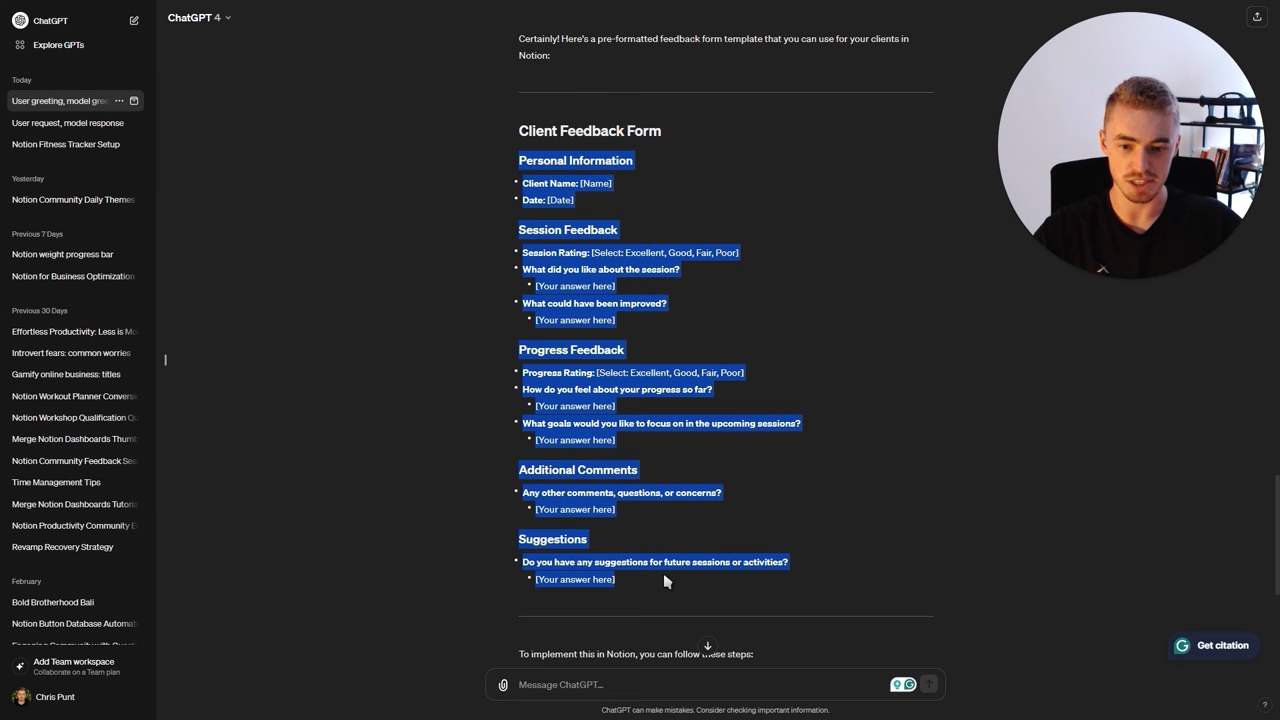 ChatGPT
Explore GPTs
Today
User greeting, model gree
User request, model response
Notion Fitness Tracker Setup
Yesterday
Notion Community Daily Themes
Previous 7 Days
Notion weight progress bar
Notion for Business Optimization
Previous 30 Days
Effortless Productivity: Less is Mo
Introvert fears: common worries
Gamify online business: titles
Notion Workout Planner Convers
Notion Workshop Qualification Qu
Merge Notion Dashboards Thumb
Notion Community Feedback Ses
Time Management Tips
Merge Notion Dashboards Tutoria
Notion Productivity Community E
Revamp Recovery Strategy
February
Bold Brotherhood Bali
Notion Button Database Automat
Add Team workspace
Collaborate on a Team plan
Chris Punt
ChatGPT 4
Certainly! Here's a pre-formatted feedback form template that you can use for your clients in
Notion:
Client Feedback Form
Personal Information
• Client Name: [Name]
• Date: [Date]
Session Feedback
• Session Rating: [Select: Excellent, Good, Fair, Poor]
• What did you like about the session?
• [Your answer here]
• What could have been improved?
• [Your answer here]
Progress Feedback
• Progress Rating: [Select: Excellent, Good, Fair, Poor]
• How do you feel about your progress so far?
• [Your answer here]
• What goals would you like to focus on in the upcoming sessions?
• [Your answer here]
Additional Comments
• Any other comments, questions, or concerns?
• [Your answer here]
Suggestions
• Do you have any suggestions for future sessions or activities?
• [Your answer here]
To implement this in Notion, you can follow these steps:
Message ChatGPT...
ChatGPT can make mistakes. Consider checking important information.
Get citation
?